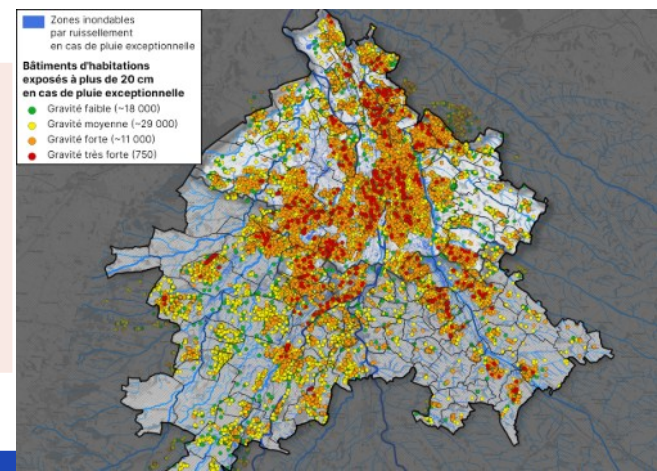 Zones inondables
par ruissellement
en cas de pluie exceptionnelle
Bâtiments d'habitations
exposés à plus de 20 cm
en cas de pluie exceptionnelle
Gravité faible (~18 000)
Gravité moyenne (~29 000)
Gravité forte (~11 000)
Gravité très forte (750)